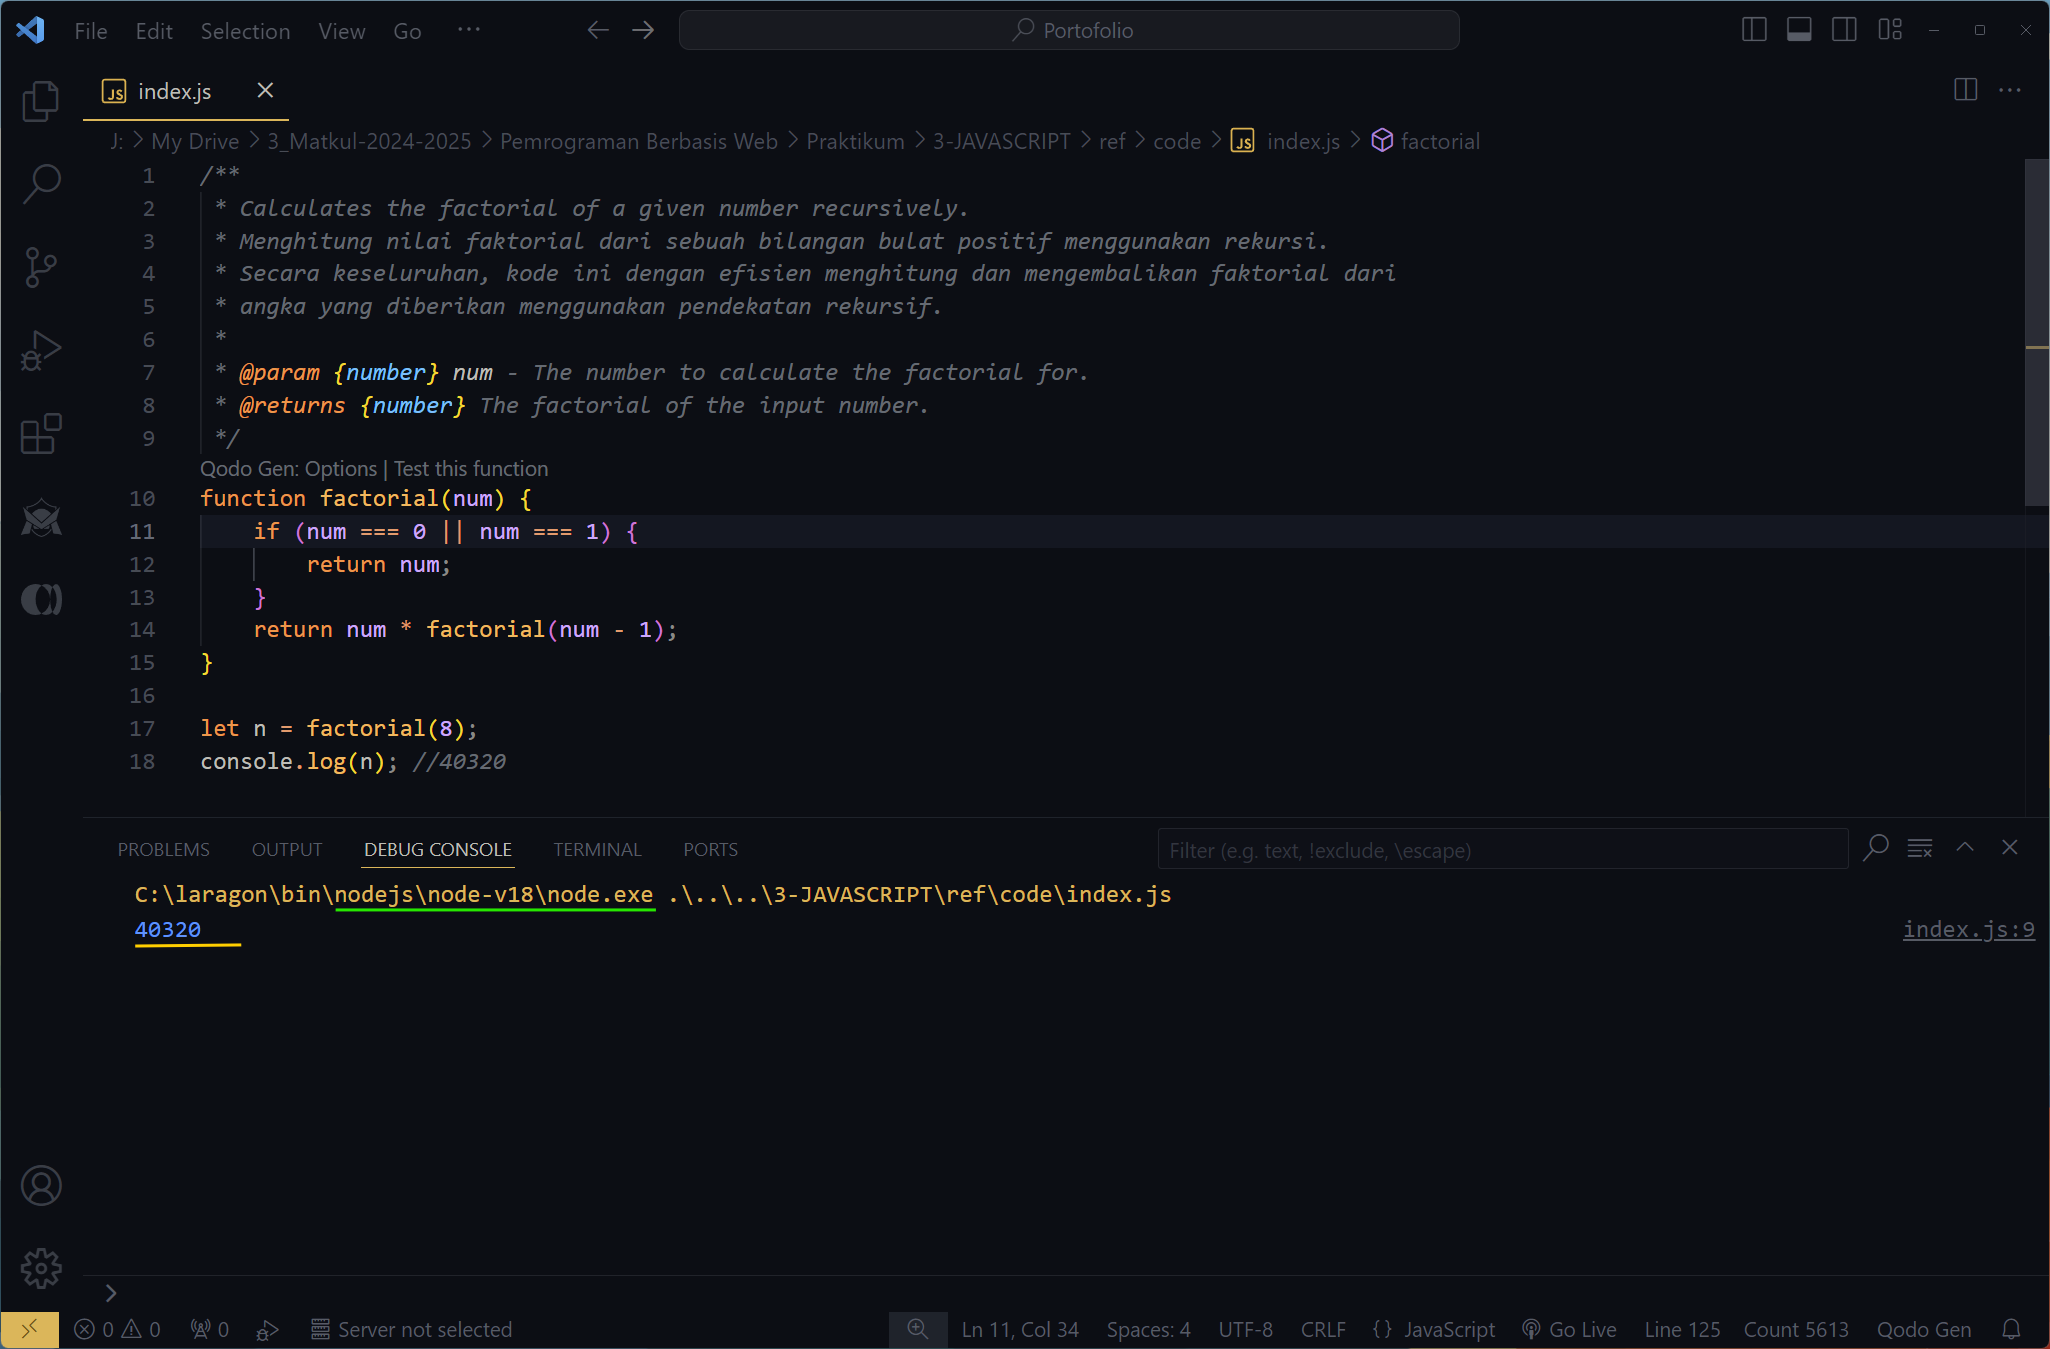 File Edit Selection View Go ··· Portofolio
JS index.js
J: > My Drive > 3_Matkul-2024-2025 > Pemrograman Berbasis Web > Praktikum > 3-JAVASCRIPT > ref > code > JS index.js > factorial
1 /**
2  * Calculates the factorial of a given number recursively.
3  * Menghitung nilai faktorial dari sebuah bilangan bulat positif menggunakan rekursi.
4  * Secara keseluruhan, kode ini dengan efisien menghitung dan mengembalikan faktorial dari
5  * angka yang diberikan menggunakan pendekatan rekursif.
6  *
7  * @param {number} num - The number to calculate the factorial for.
8  * @returns {number} The factorial of the input number.
9  */
Qodo Gen: Options | Test this function
10 function factorial(num) {
11     if (num === 0 || num === 1) {
12         return num;
13     }
14     return num * factorial(num - 1);
15 }
16
17 let n = factorial(8);
18 console.log(n); //40320
PROBLEMS OUTPUT DEBUG CONSOLE TERMINAL PORTS Filter (e.g. text, !exclude, \escape)
C:\laragon\bin\nodejs\node-v18\node.exe .\..\..\3-JAVASCRIPT\ref\code\index.js
40320 index.js:9
>
0 0 0 Server not selected Ln 11, Col 34 Spaces: 4 UTF-8 CRLF {} JavaScript Go Live Line 125 Count 5613 Qodo Gen